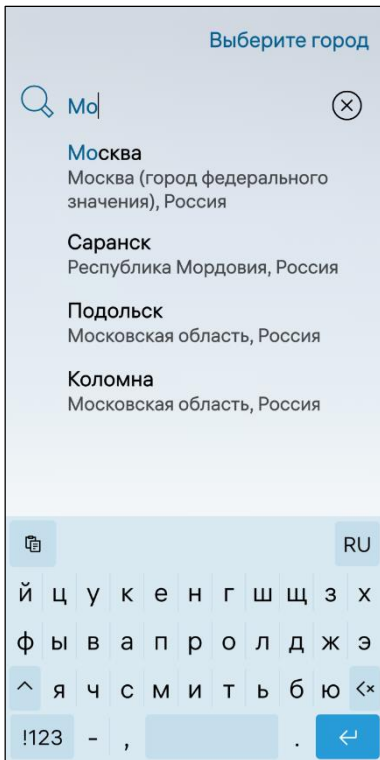 Выберите город
Мо
Москва
Москва (город федерального
значения), Россия
Саранск
Республика Мордовия, Россия
Подольск
Московская область, Россия
Коломна
Московская область, Россия
RU
й ц у к е н г ш щ з х
ф ы в а п р о л д ж э
я ч с м и т ь б ю
!123 - , .